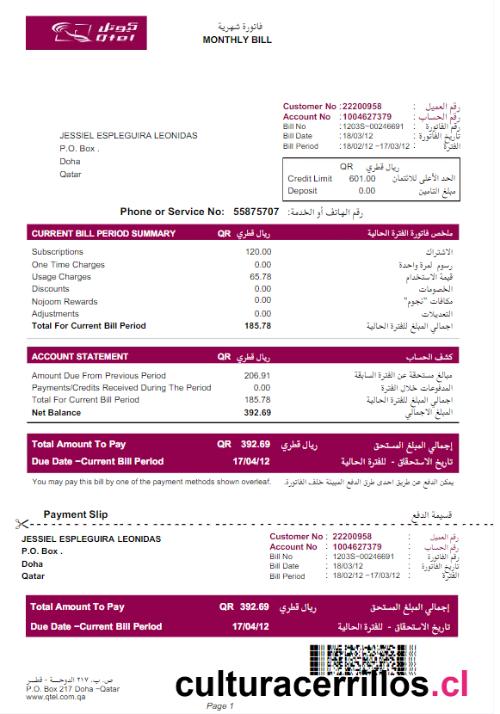 كيوتل
Qtel
فاتورة شهرية
MONTHLY BILL
Customer No : 22200958 : رقم العميل
Account No : 1004627379 : رقم الحساب
Bill No : 1203S-00246691 : رقم الفاتورة
Bill Date : 18/03/12 : تاريخ الفاتورة
Bill Period : 18/02/12 -17/03/12 : الفترة
JESSIEL ESPLEGUIRA LEONIDAS
P.O. Box .
Doha
Qatar
QR ريال قطري
Credit Limit 601.00 الحد الأعلى للائتمان
Deposit 0.00 مبلغ التامين
Phone or Service No: 55875707 رقم الهاتف أو الخدمة:
CURRENT BILL PERIOD SUMMARY QR ريال قطري ملخص فاتورة الفترة الحالية
Subscriptions 120.00 الاشتراك
One Time Charges 0.00 رسوم لمرة واحدة
Usage Charges 65.78 قيمة الاستخدام
Discounts 0.00 الخصومات
Nojoom Rewards 0.00 مكافات "نجوم"
Adjustments 0.00 التعديلات
Total For Current Bill Period 185.78 اجمالي المبلغ للفترة الحالية
ACCOUNT STATEMENT QR ريال قطري كشف الحساب
Amount Due From Previous Period 206.91 مبالغ مستحقة عن الفترة السابقة
Payments/Credits Received During The Period 0.00 المدفوعات خلال الفترة
Total For Current Bill Period 185.78 إجمالي المبلغ للفترة الحالية
Net Balance 392.69 المبلغ الاجمالي
Total Amount To Pay QR 392.69 ريال قطري إجمالي المبلغ المستحق
Due Date -Current Bill Period 17/04/12 تاريخ الاستحقاق - للفترة الحالية
You may pay this bill by one of the payment methods shown overleaf. يمكن الدفع عن طريق احدى طرق الدفع المبينة خلف الفاتورة.
Payment Slip قسيمة الدفع
JESSIEL ESPLEGUIRA LEONIDAS
P.O. Box .
Doha
Qatar
Customer No : 22200958 : رقم العميل
Account No : 1004627379 : رقم الحساب
Bill No : 1203S-00246691 : رقم الفاتورة
Bill Date : 18/03/12 : تاريخ الفاتورة
Bill Period : 18/02/12 -17/03/12 : الفترة
Total Amount To Pay QR 392.69 ريال قطري إجمالي المبلغ المستحق
Due Date -Current Bill Period 17/04/12 تاريخ الاستحقاق - للفترة الحالية
ص.ب. ٢١٧ الدوحة - قطر
P.O. Box 217 Doha -Qatar
www.qtel.com.qa
culturacerrillos.cl
Page 1